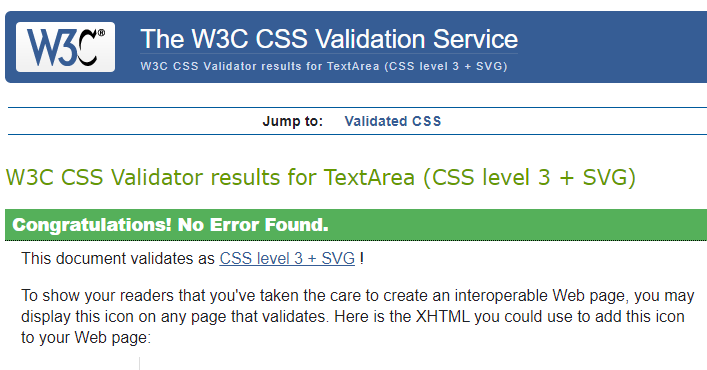 W3C® The W3C CSS Validation Service
W3C CSS Validator results for TextArea (CSS level 3 + SVG)
Jump to: Validated CSS
W3C CSS Validator results for TextArea (CSS level 3 + SVG)
Congratulations! No Error Found.
This document validates as CSS level 3 + SVG !
To show your readers that you've taken the care to create an interoperable Web page, you may
display this icon on any page that validates. Here is the XHTML you could use to add this icon
to your Web page: